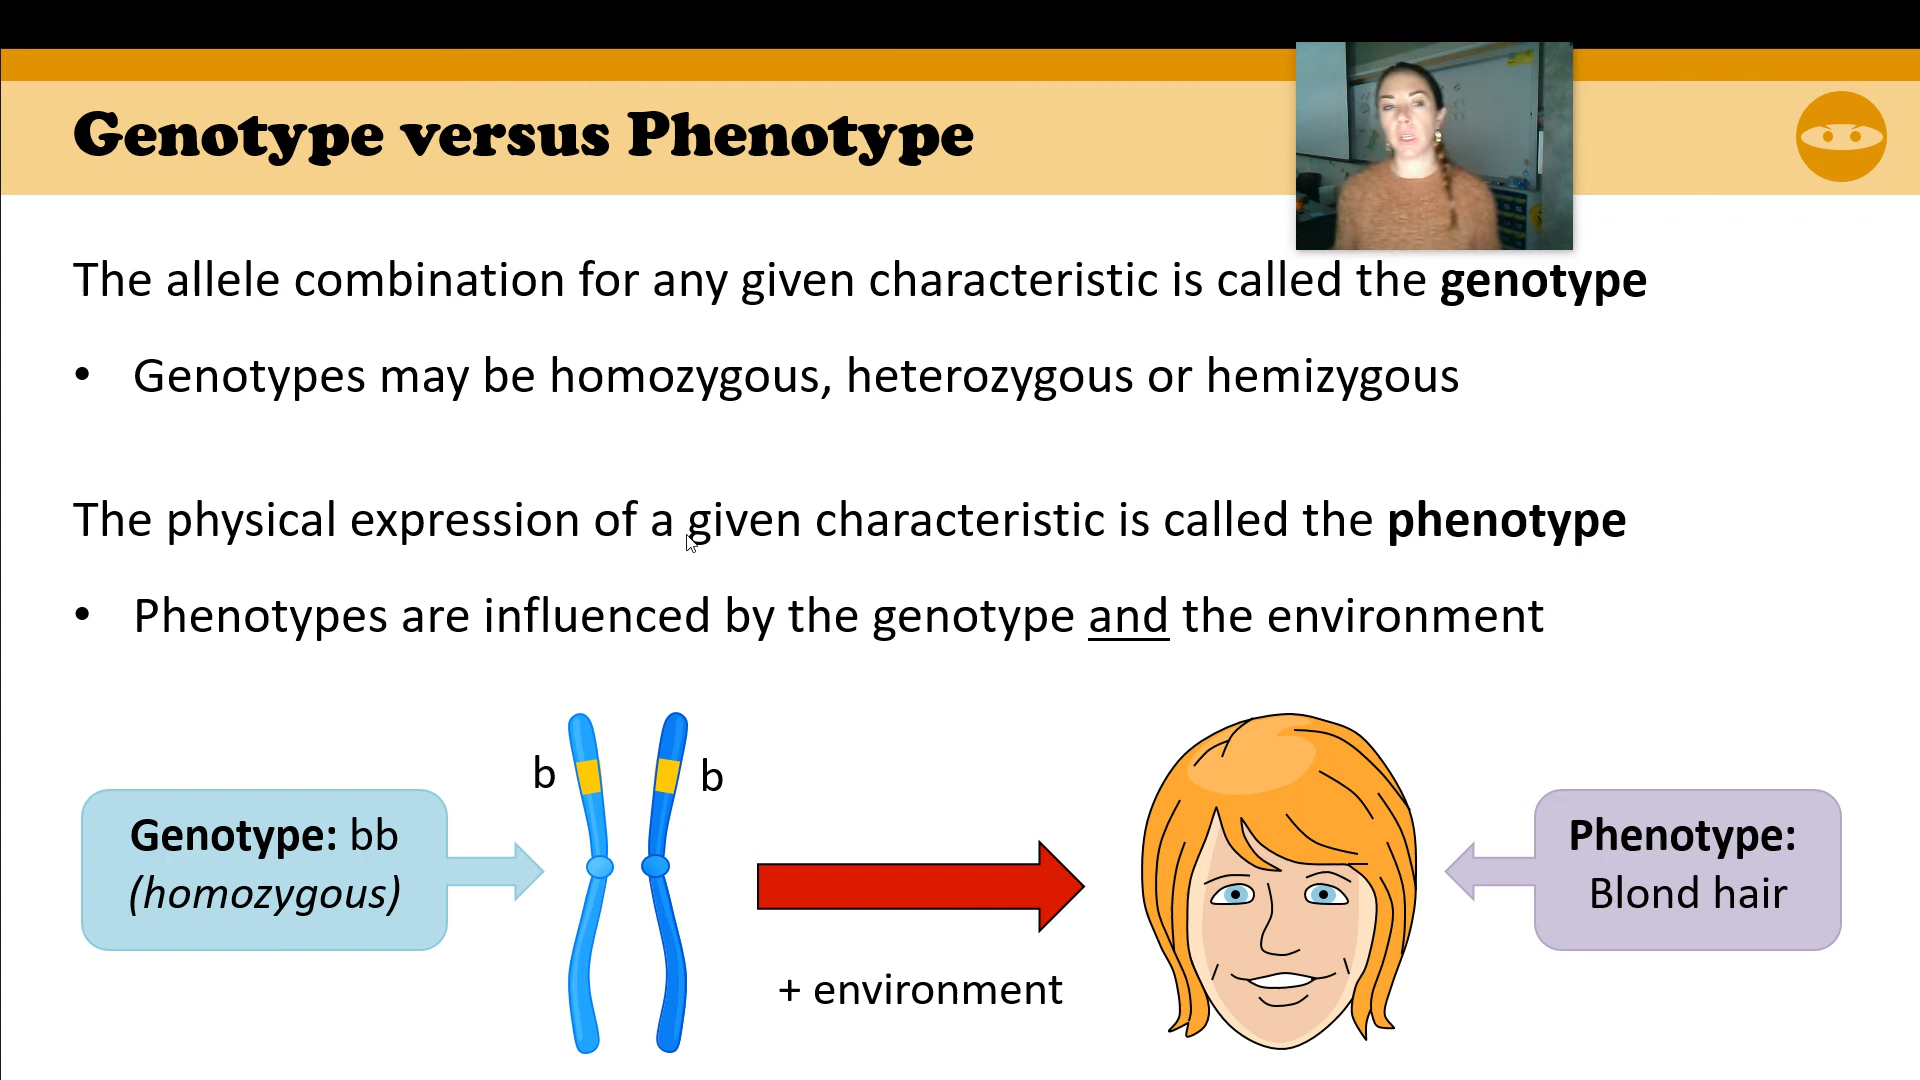 Genotype versus Phenotype
The allele combination for any given characteristic is called the genotype
• Genotypes may be homozygous, heterozygous or hemizygous
The physical expression of a given characteristic is called the phenotype
• Phenotypes are influenced by the genotype and the environment
b
b
Genotype: bb
(homozygous)
+ environment
Phenotype:
Blond hair